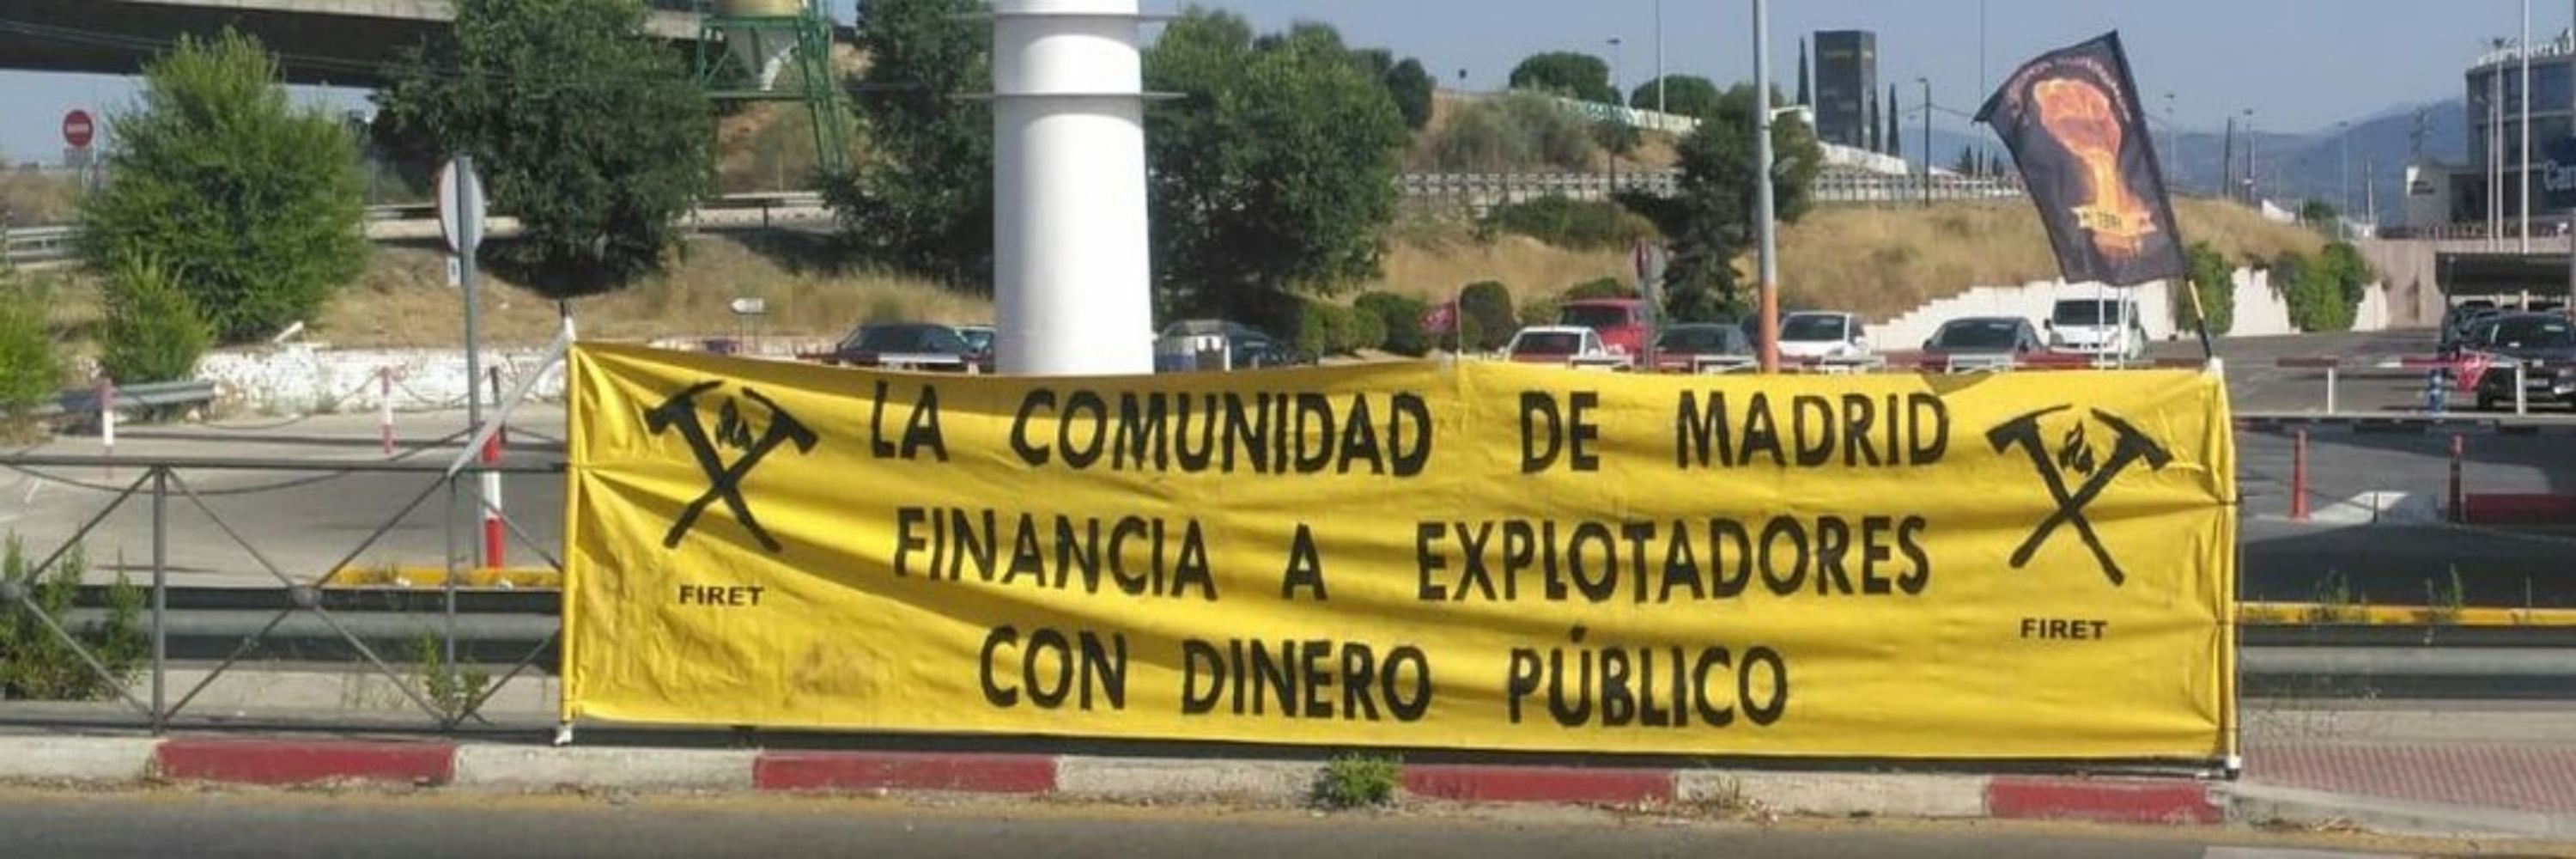 LA COMUNIDAD DE MADRID
FINANCIA A EXPLOTADORES
CON DINERO PÚBLICO
FIRET
FIRET